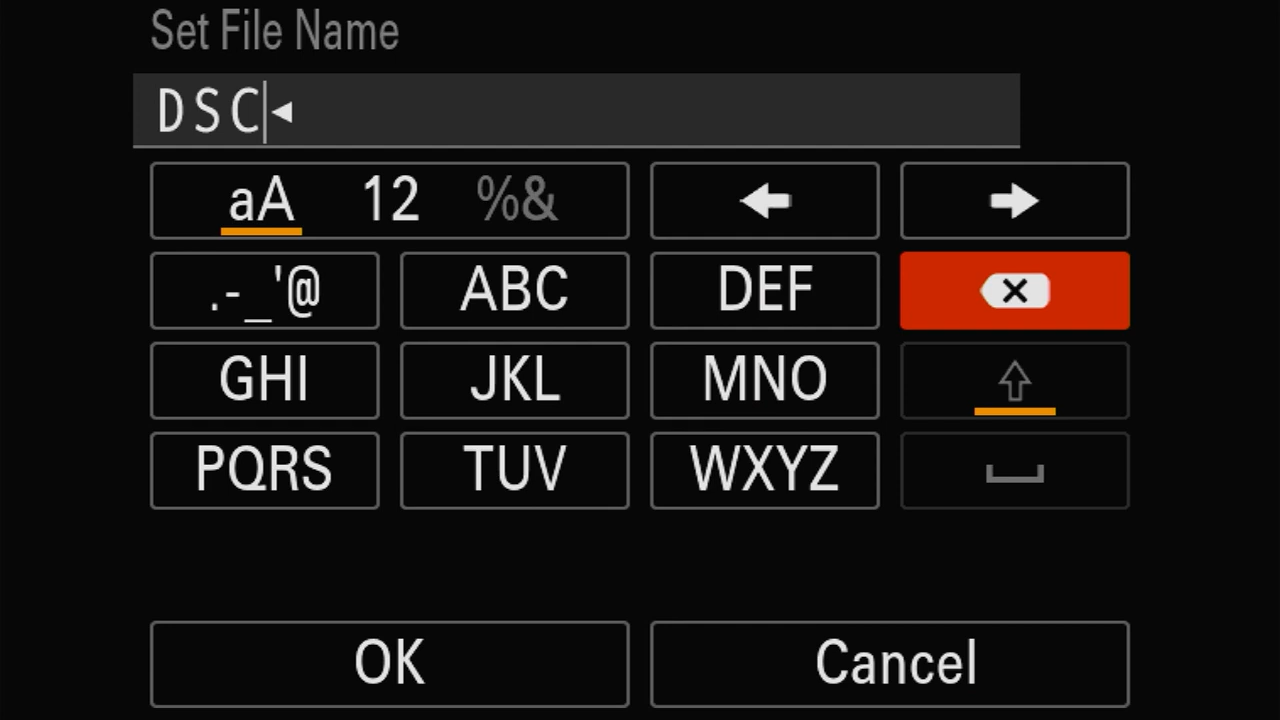 Set File Name
DSC
aA 12 %&
.-_'@ ABC DEF
GHI JKL MNO
PQRS TUV WXYZ
OK Cancel